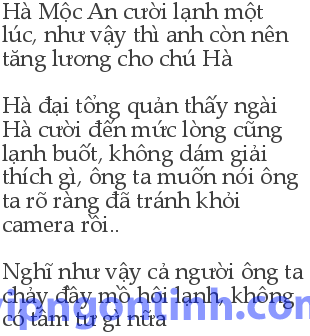 Hà Mộc An cười lạnh một
lúc, như vậy thì anh còn nên
tăng lương cho chú Hà
Hà đại tổng quản thấy ngài
Hà cười đến mức lòng cũng
lạnh buốt, không dám giải
thích gì, ông ta muốn nói ông
ta rõ ràng đã tránh khỏi
camera rồi..
Nghĩ như vậy cả người ông ta
chảy đầy mồ hôi lạnh, không
có tâm tư gì nữa
vipngontinh.com